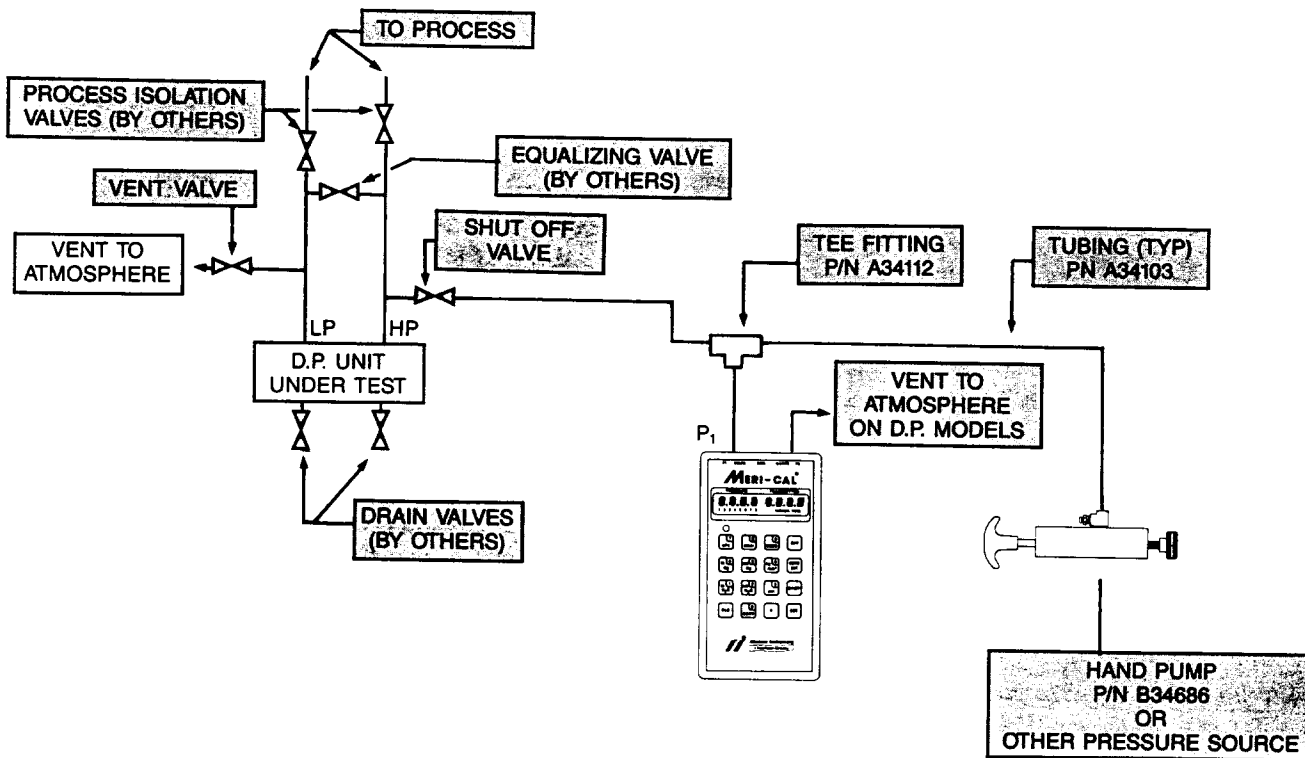 TO PROCESS
PROCESS ISOLATION
VALVES (BY OTHERS)
EQUALIZING VALVE
(BY OTHERS)
VENT VALVE
SHUT OFF
VALVE
TEE FITTING
P/N A34112
TUBING (TYP)
PN A34103
VENT TO
ATMOSPHERE
LP
HP
D.P. UNIT
UNDER TEST
VENT TO
ATMOSPHERE
ON D.P. MODELS
P1
MERI-CAL
DRAIN VALVES
(BY OTHERS)
HAND PUMP
P/N B34686
OR
OTHER PRESSURE SOURCE